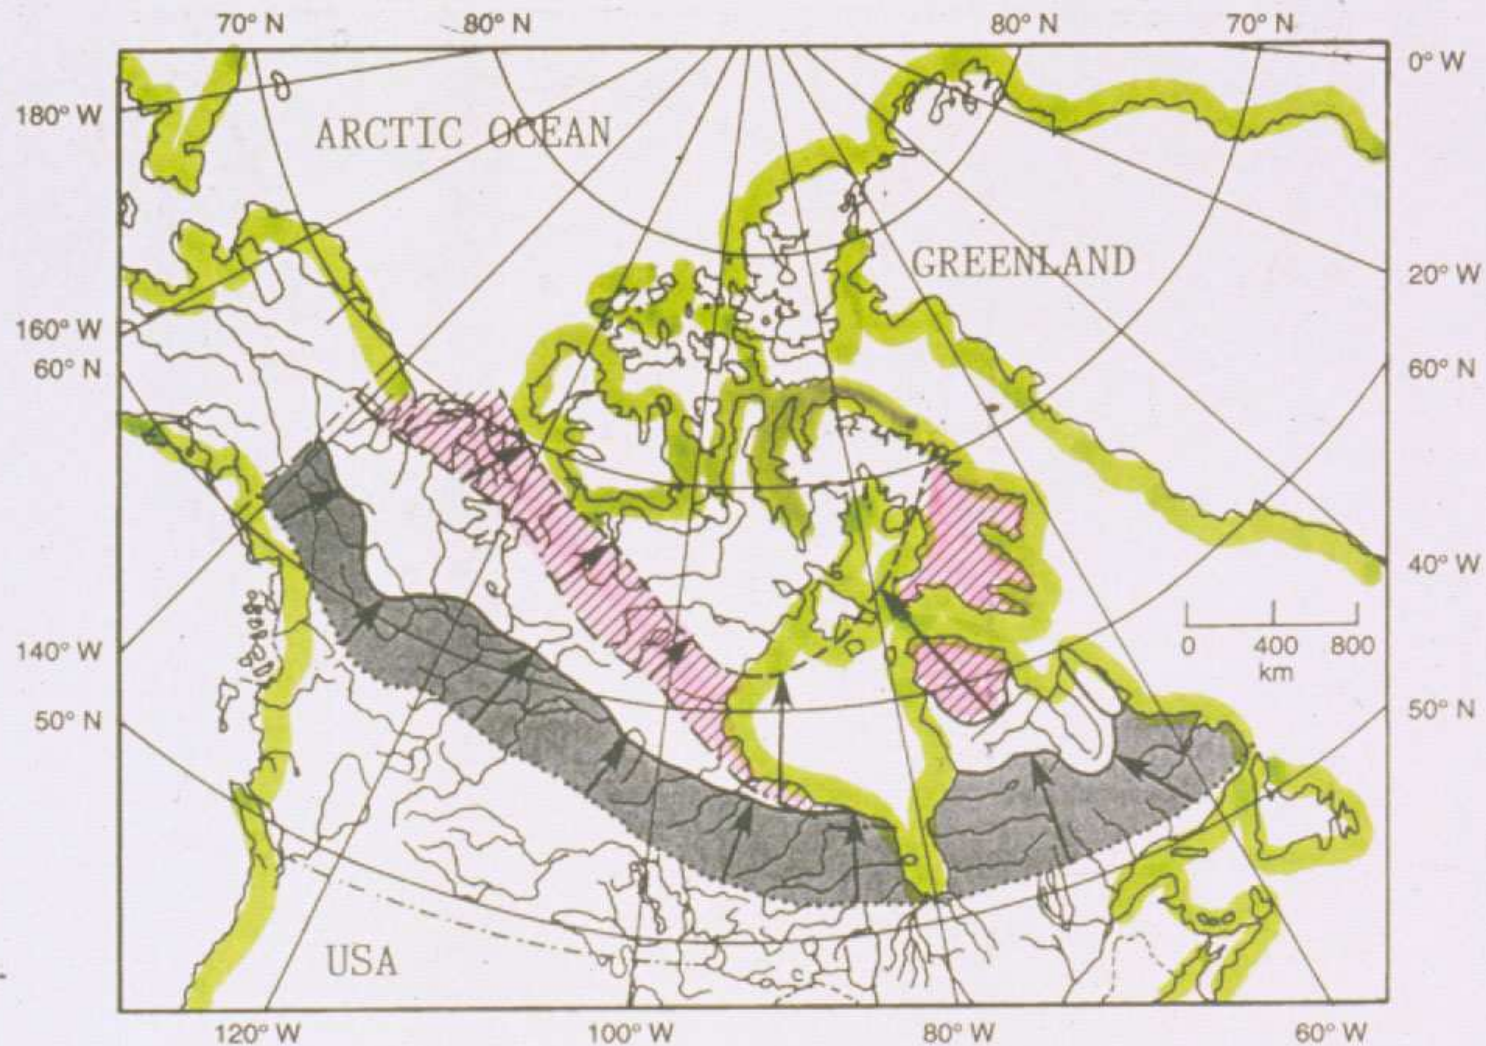 70° N 80° N 80° N 70° N
0° W
180° W
ARCTIC OCEAN
GREENLAND
20° W
160° W
60° N
60° N
40° W
0 400 800
km
140° W
50° N
50° N
USA
120° W 100° W 80° W 60° W